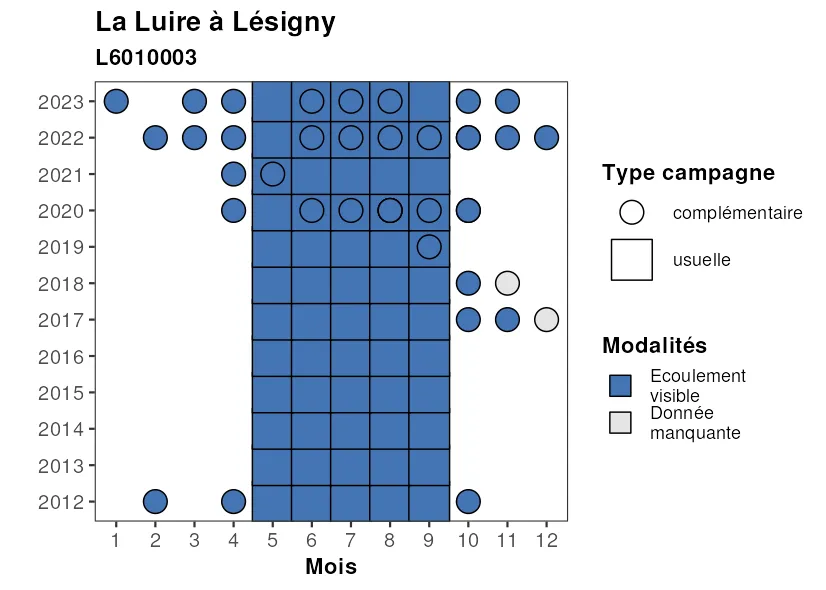 La Luire à Lésigny
L6010003
2023
2022
2021
2020
2019
2018
2017
2016
2015
2014
2013
2012
1 2 3 4 5 6 7 8 9 10 11 12
Mois
Type campagne
complémentaire
usuelle
Modalités
Ecoulement
visible
Donnée
manquante